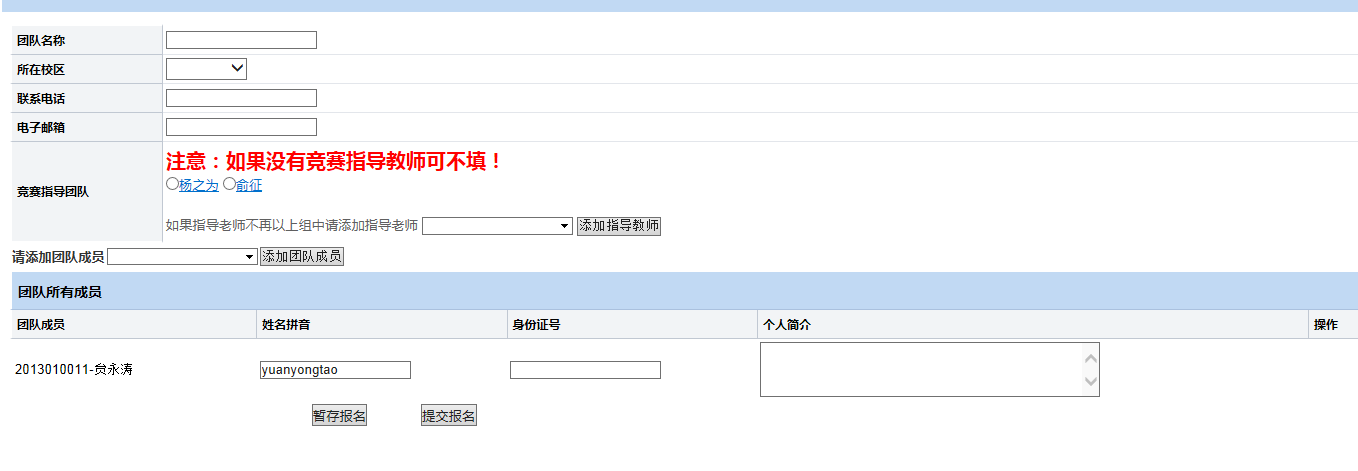 团队名称
所在校区
联系电话
电子邮箱
竞赛指导团队
注意：如果没有竞赛指导教师可不填！
杨之为 俞征
如果指导老师不再以上组中请添加指导老师 添加指导教师
请添加团队成员 添加团队成员
团队所有成员
团队成员 姓名拼音 身份证号 个人简介 操作
2013010011-贠永涛 yuanyongtao
暂存报名 提交报名